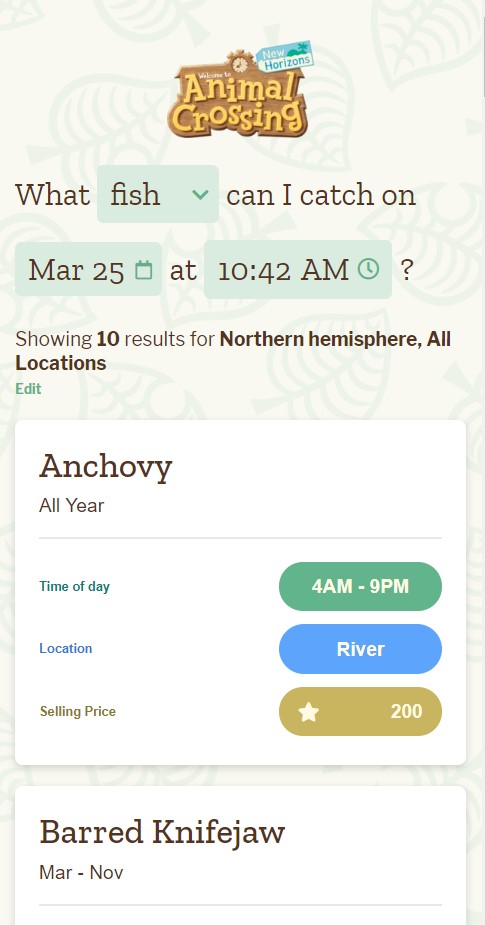 New
Horizons
Welcome to
Animal
Crossing
What fish can I catch on
Mar 25 at 10:42 AM ?
Showing 10 results for Northern hemisphere, All
Locations
Edit
Anchovy
All Year
Time of day 4AM - 9PM
Location River
Selling Price 200
Barred Knifejaw
Mar - Nov